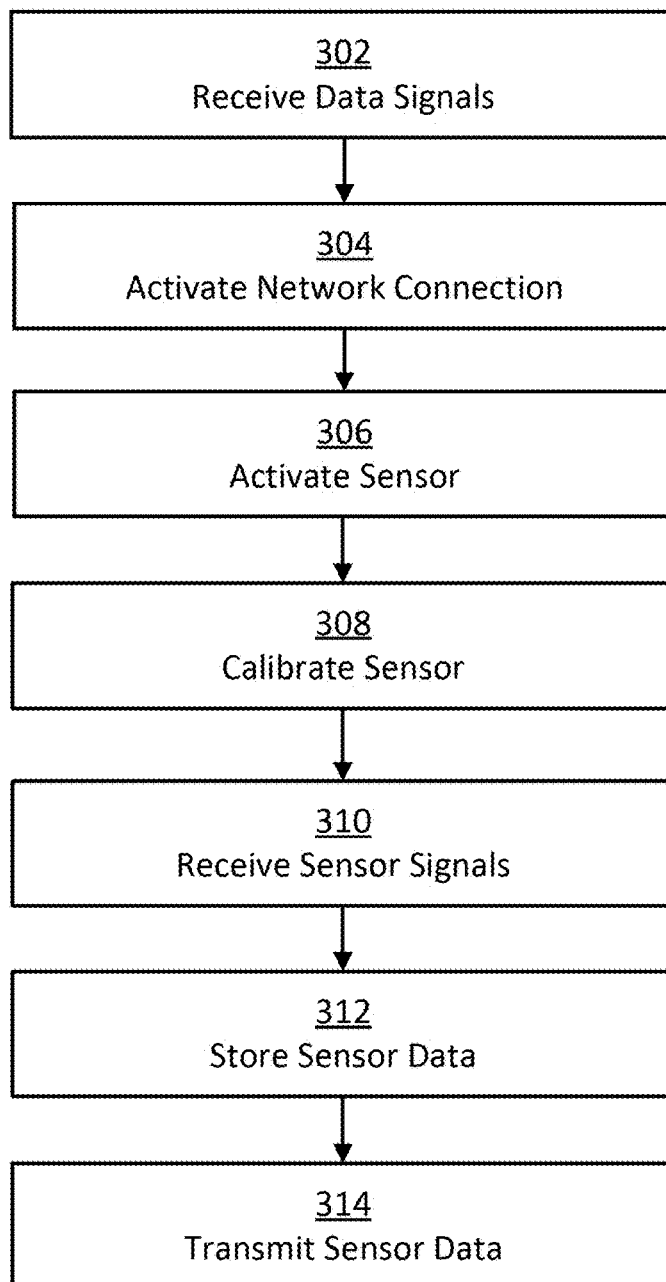 302
Receive Data Signals
304
Activate Network Connection
306
Activate Sensor
308
Calibrate Sensor
310
Receive Sensor Signals
312
Store Sensor Data
314
Transmit Sensor Data